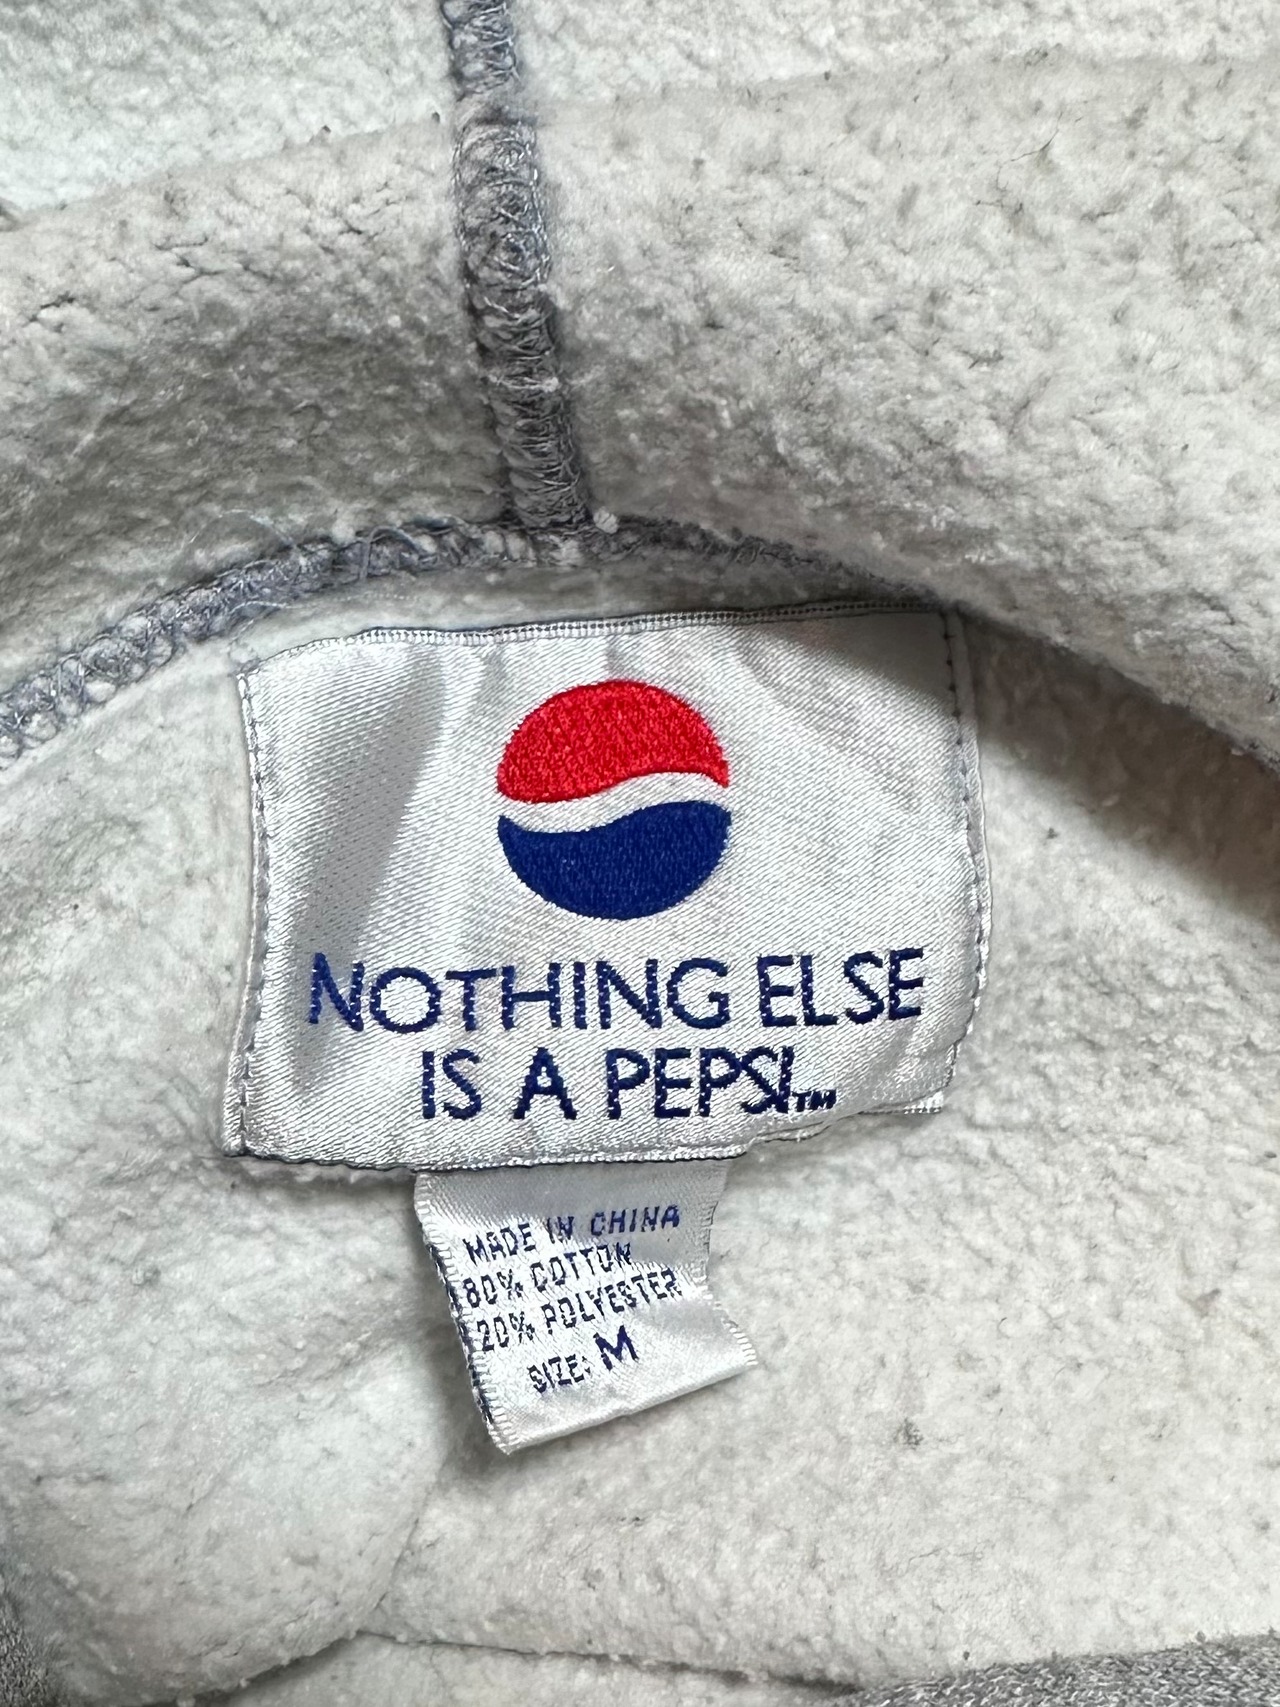 NOTHING ELSE
IS A PEPSI™
MADE IN CHINA
80% COTTON
20% POLYESTER
SIZE: M